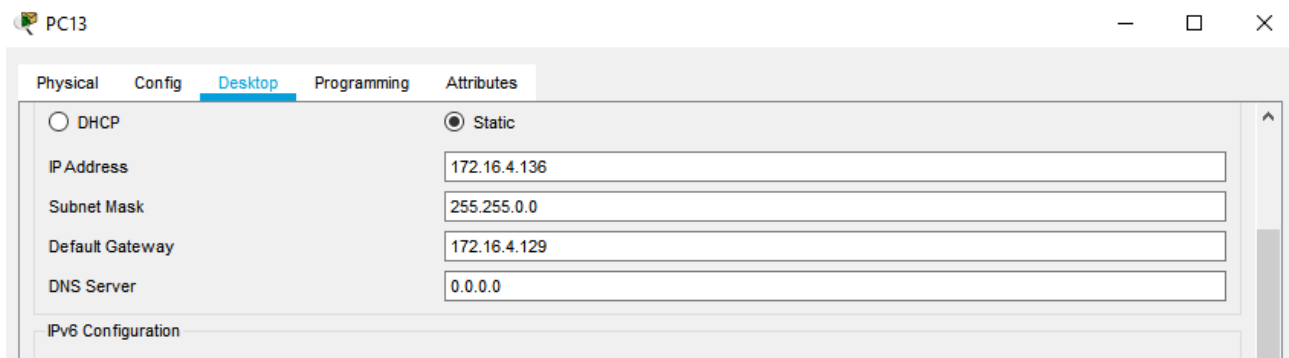 PC13
Physical Config Desktop Programming Attributes
DHCP Static
IP Address 172.16.4.136
Subnet Mask 255.255.0.0
Default Gateway 172.16.4.129
DNS Server 0.0.0.0
IPv6 Configuration